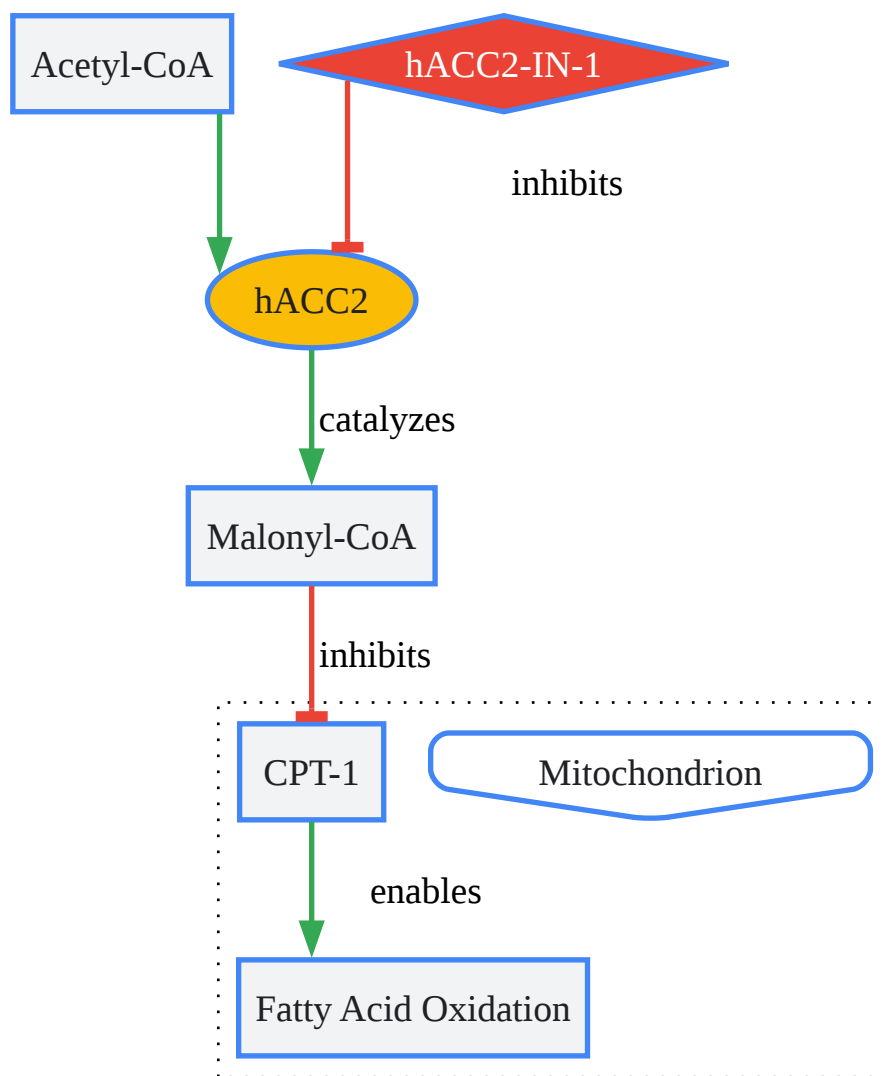 Acetyl-CoA
hACC2-IN-1
inhibits
hACC2
catalyzes
Malonyl-CoA
inhibits
CPT-1
Mitochondrion
enables
Fatty Acid Oxidation